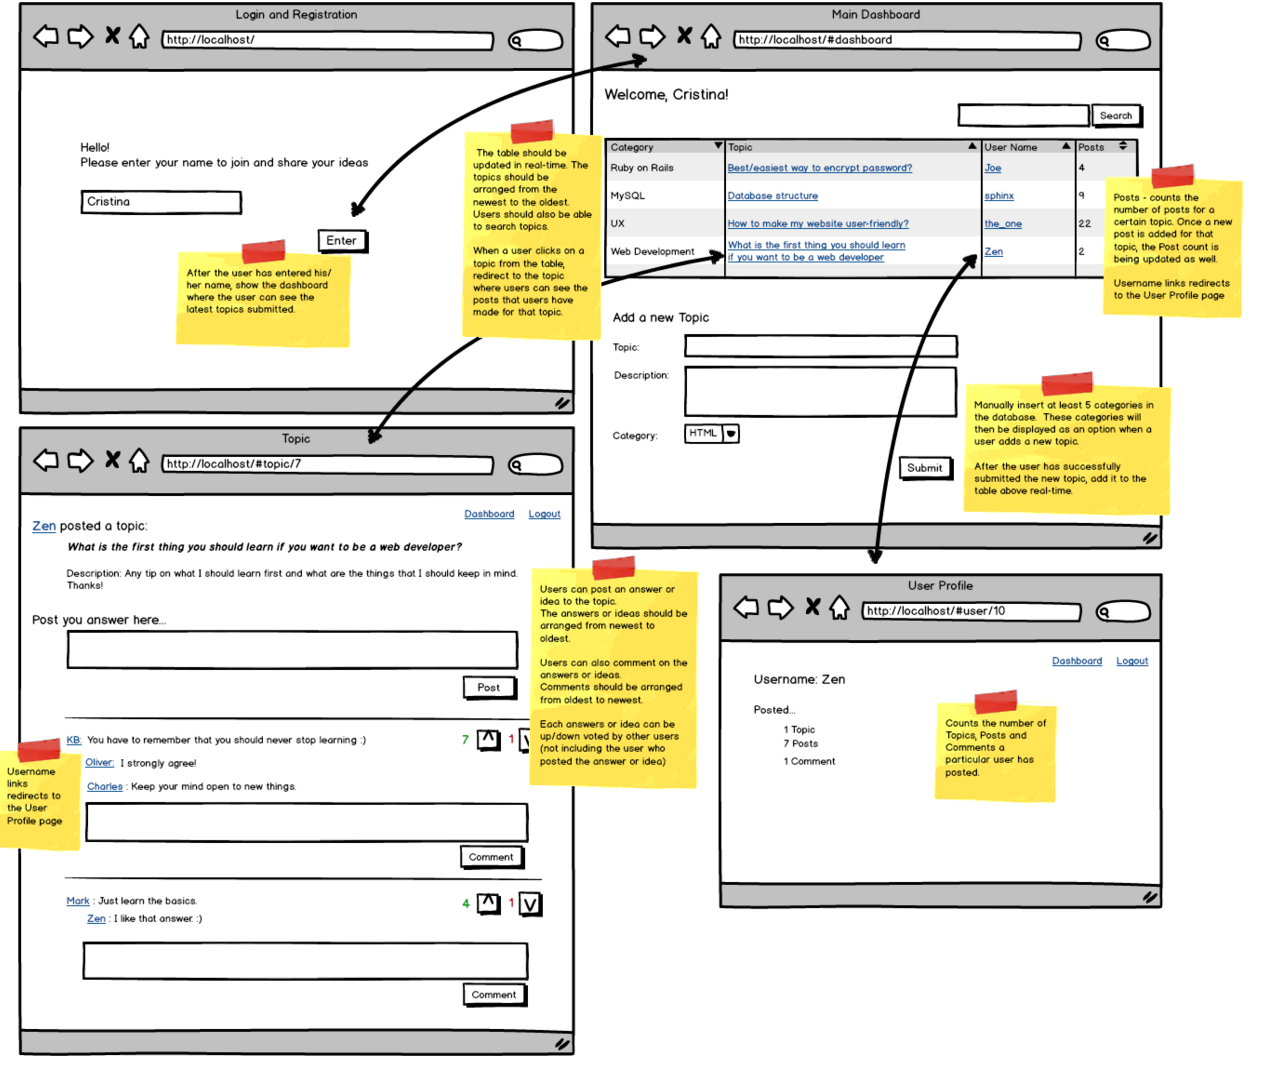 Login and Registration
http://localhost/
Hello!
Please enter your name to join and share your ideas
Cristina
Enter
After the user has entered his/
her name, show the dashboard
where the user can see the
latest topics submitted.
The table should be
updated in real-time. The
topics should be
arranged from the
newest to the oldest.
Users should also be able
to search topics.
When a user clicks on a
topic from the table,
redirect to the topic
where users can see the
posts that users have
made for that topic.
Main Dashboard
http://localhost/#dashboard
Welcome, Cristina!
Search
Category Topic User Name Posts
Ruby on Rails Best/easiest way to encrypt password? Joe 4
MySQL Database structure sphinx 9
UX How to make my website user-friendly? the_one 22
What is the first thing you should learn
Web Development if you want to be a web developer Zen 2
Posts - counts the
number of posts for a
certain topic. Once a new
post is added for that
topic, the Post count is
being updated as well.
Username links redirects
to the User Profile page
Add a new Topic
Topic:
Description:
Category: HTML
Submit
Manually insert at least 5 categories in
the database. These categories will
then be displayed as an option when a
user adds a new topic.
After the user has successfully
submitted the new topic, add it to the
table above real-time.
Topic
http://localhost/#topic/7
Dashboard Logout
Zen posted a topic:
What is the first thing you should learn if you want to be a web developer?
Description: Any tip on what I should learn first and what are the things that I should keep in mind.
Thanks!
Post you answer here...
Post
KB: You have to remember that you should never stop learning :) 7 1
Oliver: I strongly agree!
Charles : Keep your mind open to new things.
Comment
Mark : Just learn the basics. 4 1
Zen : I like that answer. :)
Comment
Username
links
redirects to
the User
Profile page
Users can post an answer or
idea to the topic.
The answers or ideas should be
arranged from newest to
oldest.
Users can also comment on the
answers or ideas.
Comments should be arranged
from oldest to newest.
Each answers or idea can be
up/down voted by other users
(not including the user who
posted the answer or idea)
User Profile
http://localhost/#user/10
Dashboard Logout
Username: Zen
Posted...
1 Topic
7 Posts
1 Comment
Counts the number of
Topics, Posts and
Comments a
particular user has
posted.